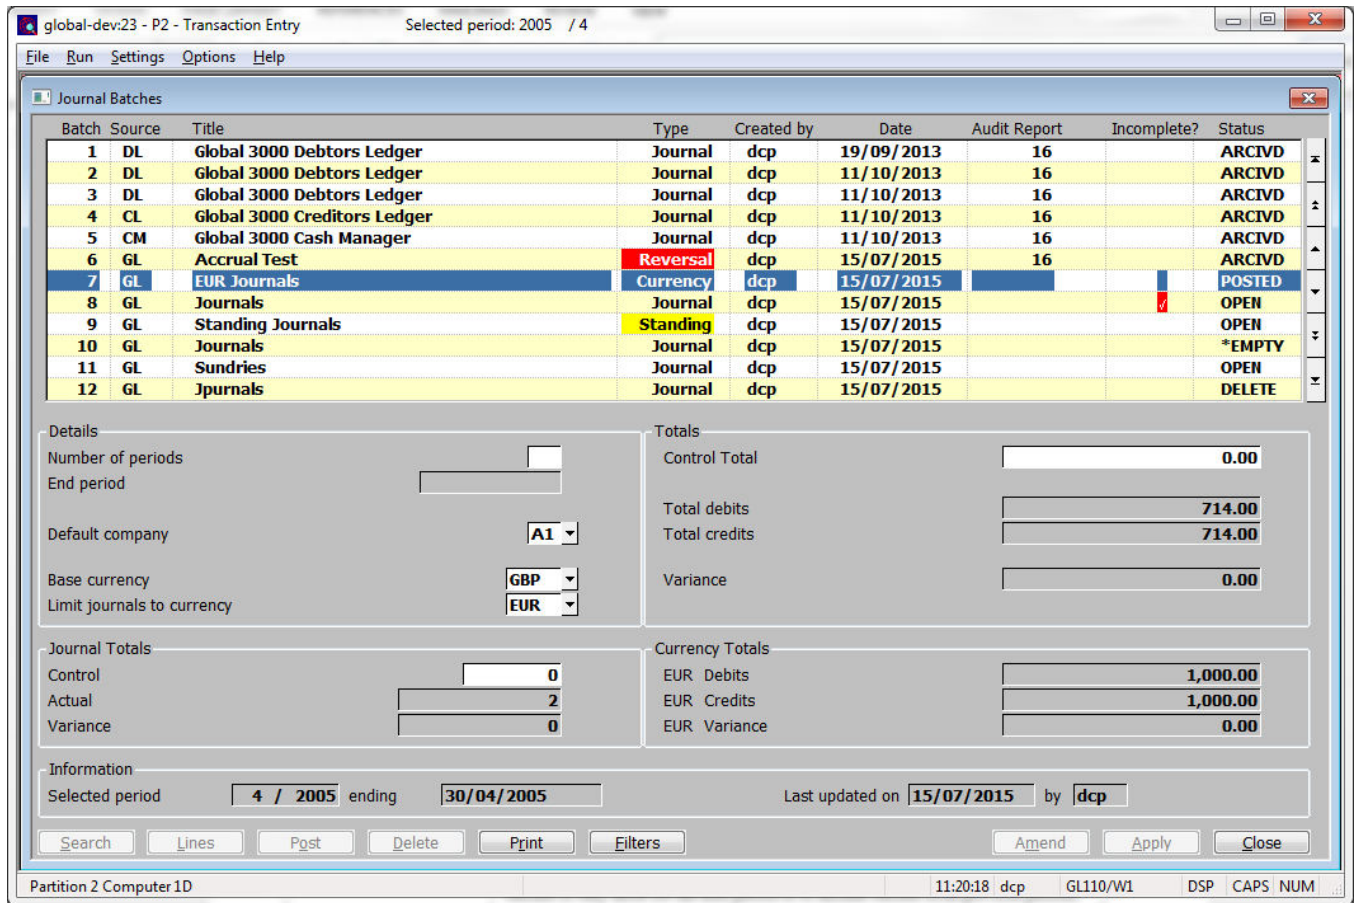 global-dev:23 - P2 - Transaction Entry Selected period: 2005 / 4
File Run Settings Options Help
Journal Batches
Batch Source Title Type Created by Date Audit Report Incomplete? Status
1 DL Global 3000 Debtors Ledger Journal dcp 19/09/2013 16 ARCIVD
2 DL Global 3000 Debtors Ledger Journal dcp 11/10/2013 16 ARCIVD
3 DL Global 3000 Debtors Ledger Journal dcp 11/10/2013 16 ARCIVD
4 CL Global 3000 Creditors Ledger Journal dcp 11/10/2013 16 ARCIVD
5 CM Global 3000 Cash Manager Journal dcp 11/10/2013 16 ARCIVD
6 GL Accrual Test Reversal dcp 15/07/2015 16 ARCIVD
7 GL EUR Journals Currency dcp 15/07/2015 POSTED
8 GL Journals Journal dcp 15/07/2015 √ OPEN
9 GL Standing Journals Standing dcp 15/07/2015 OPEN
10 GL Journals Journal dcp 15/07/2015 *EMPTY
11 GL Sundries Journal dcp 15/07/2015 OPEN
12 GL Jpurnals Journal dcp 15/07/2015 DELETE
Details
Number of periods
End period
Default company A1
Base currency GBP
Limit journals to currency EUR
Totals
Control Total 0.00
Total debits 714.00
Total credits 714.00
Variance 0.00
Journal Totals
Control 0
Actual 2
Variance 0
Currency Totals
EUR Debits 1,000.00
EUR Credits 1,000.00
EUR Variance 0.00
Information
Selected period 4 / 2005 ending 30/04/2005 Last updated on 15/07/2015 by dcp
Search Lines Post Delete Print Filters Amend Apply Close
Partition 2 Computer 1D 11:20:18 dcp GL110/W1 DSP CAPS NUM